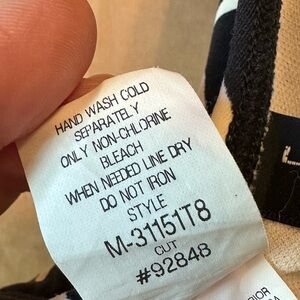 HAND WASH COLD
SEPARATELY
ONLY NON-CHLORINE
BLEACH
WHEN NEEDED LINE DRY
DO NOT IRON
STYLE
M-31151T8
CUT
#92848